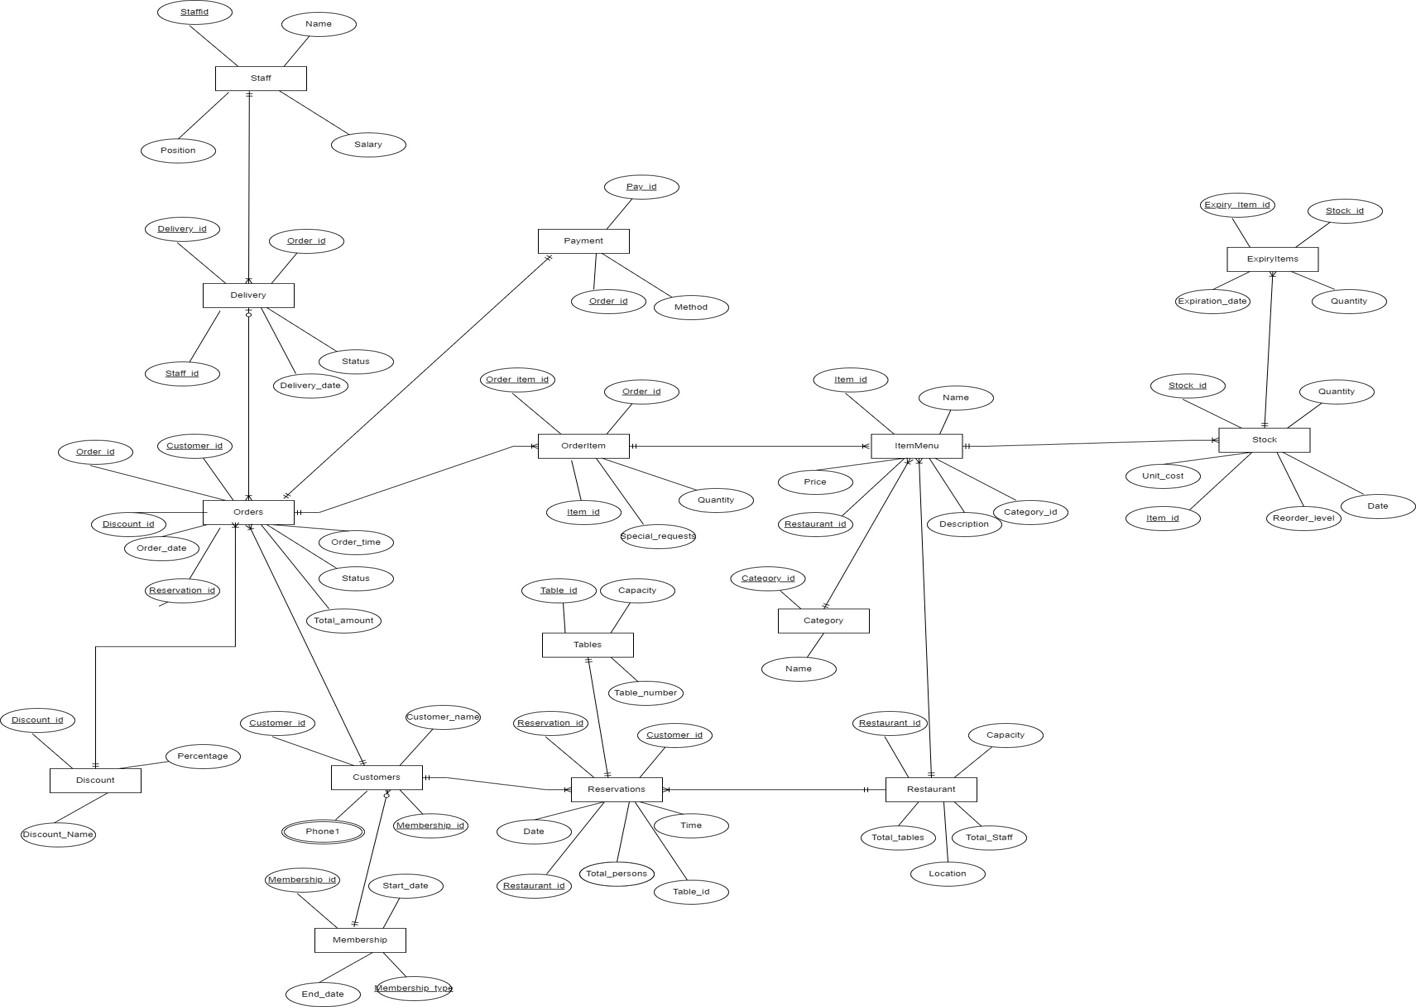 Staffid
Name
Staff
Position
Salary
Pay_id
Payment
Order_id
Method
Expiry_Item_id
Stock_id
ExpiryItems
Expiration_date
Quantity
Delivery_id
Order_id
Delivery
Staff_id
Delivery_date
Status
Order_item_id
Order_id
OrderItem
Item_id
Special_requests
Quantity
Item_id
Name
ItemMenu
Price
Restaurant_id
Description
Category_id
Stock_id
Quantity
Stock
Unit_cost
Item_id
Reorder_level
Date
Order_id
Customer_id
Orders
Discount_id
Order_date
Reservation_id
Order_time
Status
Total_amount
Table_id
Capacity
Tables
Table_number
Category_id
Category
Name
Discount_id
Percentage
Discount
Discount_Name
Customer_id
Customer_name
Customers
Phone1
Membership_id
Reservation_id
Customer_id
Reservations
Date
Time
Restaurant_id
Total_persons
Table_id
Restaurant_id
Capacity
Restaurant
Total_tables
Total_Staff
Location
Membership_id
Start_date
Membership
End_date
Membership_type